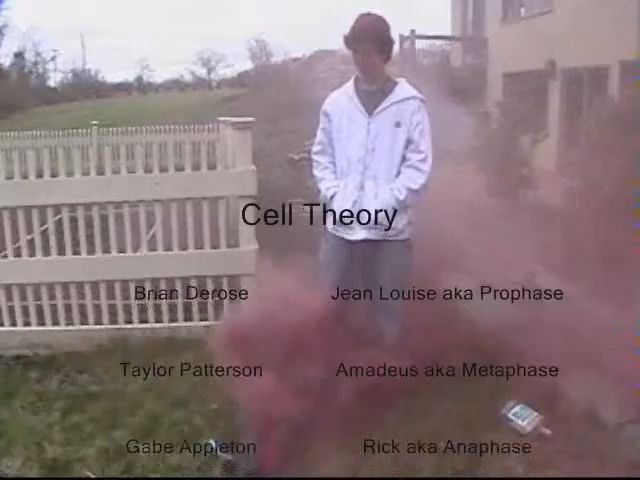 Cell Theory
Brian Derose Jean Louise aka Prophase
Taylor Patterson Amadeus aka Metaphase
Gabe Appleton Rick aka Anaphase